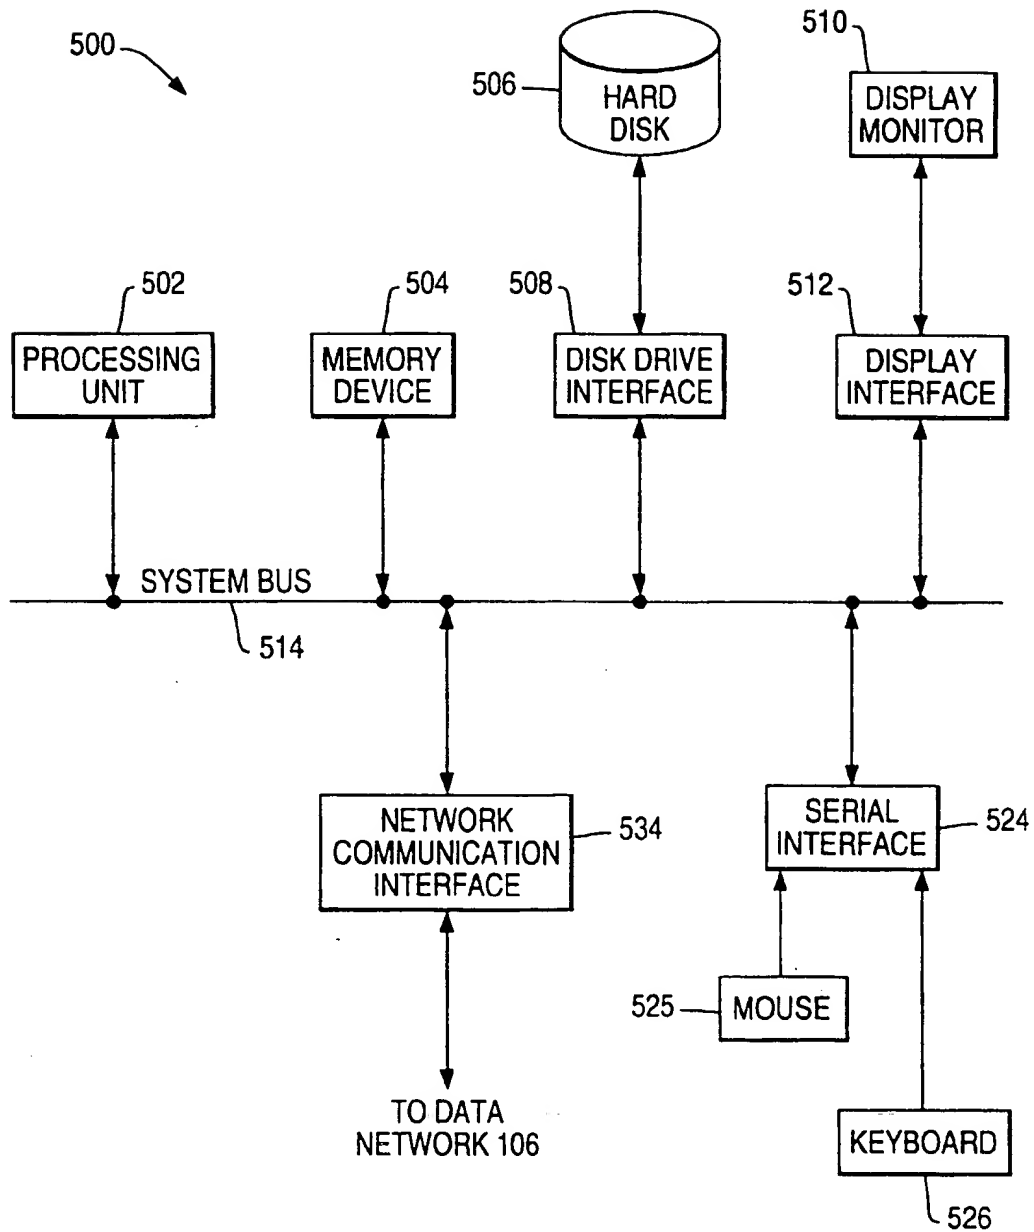 500
506
HARD
DISK
510
DISPLAY
MONITOR
502
PROCESSING
UNIT
504
MEMORY
DEVICE
508
DISK DRIVE
INTERFACE
512
DISPLAY
INTERFACE
SYSTEM BUS
514
NETWORK
COMMUNICATION
INTERFACE
534
SERIAL
INTERFACE
524
525
MOUSE
TO DATA
NETWORK 106
KEYBOARD
526